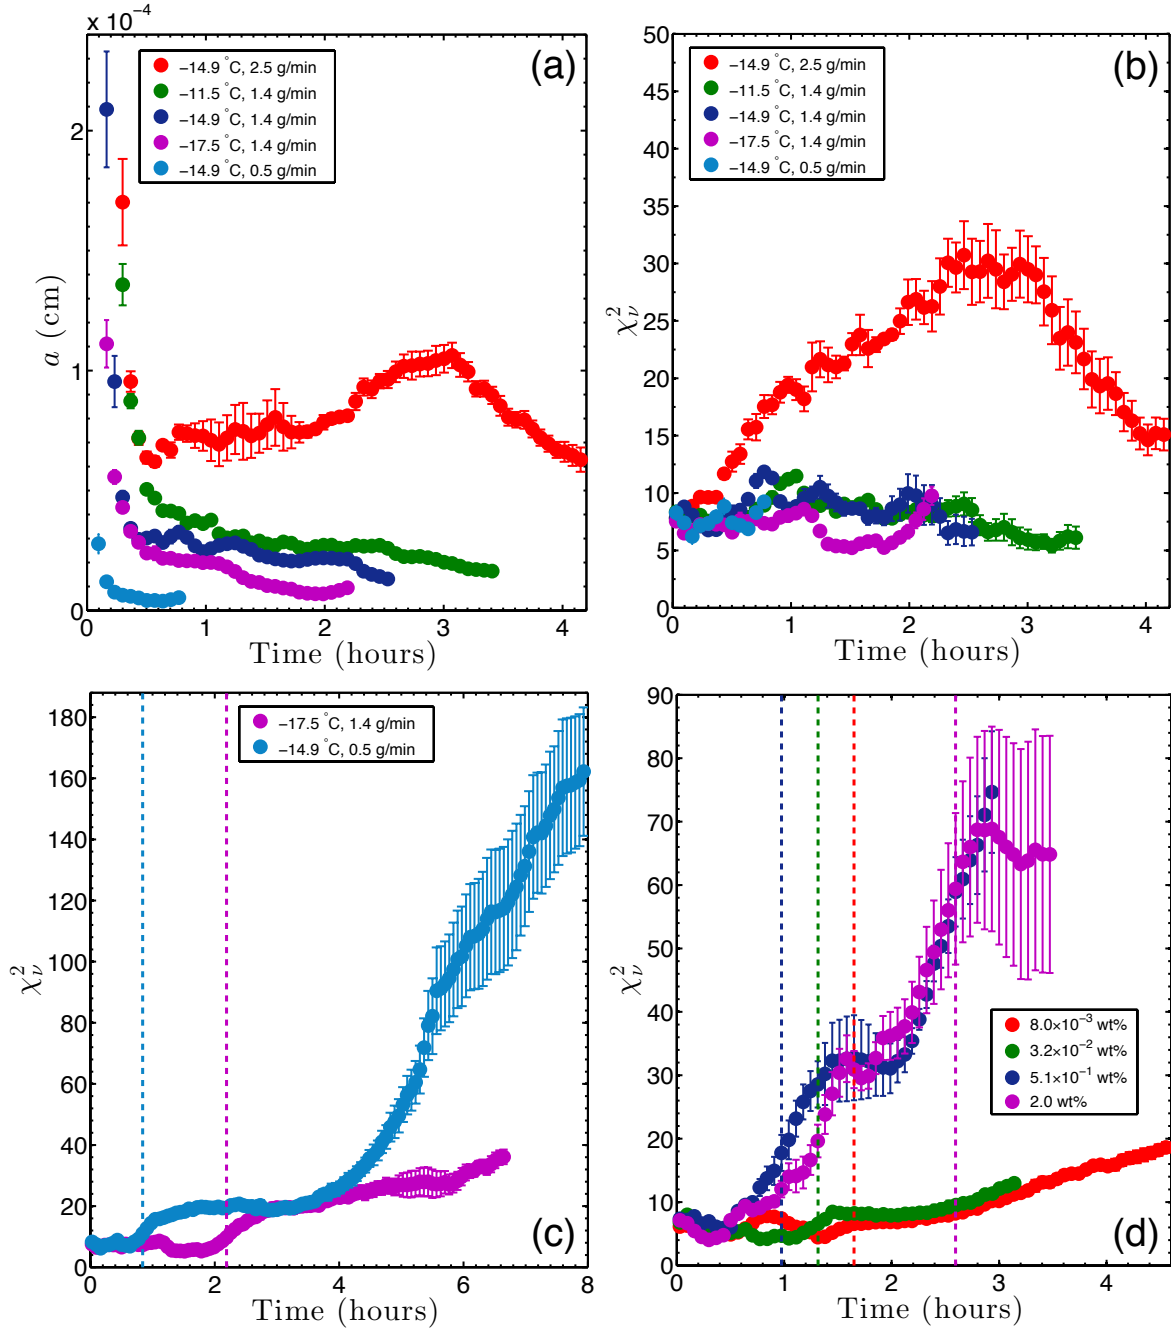 x 10⁻⁴
(a)
−14.9 °C, 2.5 g/min
−11.5 °C, 1.4 g/min
−14.9 °C, 1.4 g/min
−17.5 °C, 1.4 g/min
−14.9 °C, 0.5 g/min
2
1
0
a (cm)
0 1 2 3 4
Time (hours)
(b)
−14.9 °C, 2.5 g/min
−11.5 °C, 1.4 g/min
−14.9 °C, 1.4 g/min
−17.5 °C, 1.4 g/min
−14.9 °C, 0.5 g/min
50
45
40
35
30
25
20
15
10
5
0
χ²ᵥ
0 1 2 3 4
Time (hours)
−17.5 °C, 1.4 g/min
−14.9 °C, 0.5 g/min
180
160
140
120
100
80
60
40
20
0
χ²ᵥ
(c)
0 2 4 6 8
Time (hours)
90
80
70
60
50
40
30
20
10
0
χ²ᵥ
8.0×10⁻³ wt%
3.2×10⁻² wt%
5.1×10⁻¹ wt%
2.0 wt%
(d)
0 1 2 3 4
Time (hours)